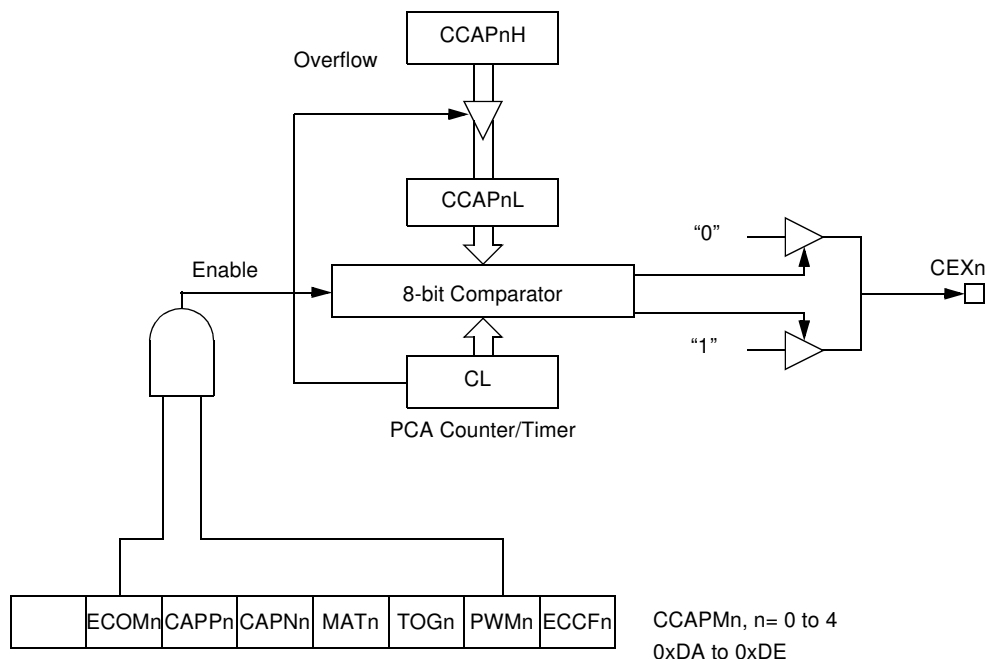 CCAPnH
Overflow
CCAPnL
“0”
Enable
CEXn
8-bit Comparator
“1”
CL
PCA Counter/Timer
ECOMn CAPPn CAPNn MATn TOGn PWMn ECCFn
CCAPMn, n= 0 to 4
0xDA to 0xDE